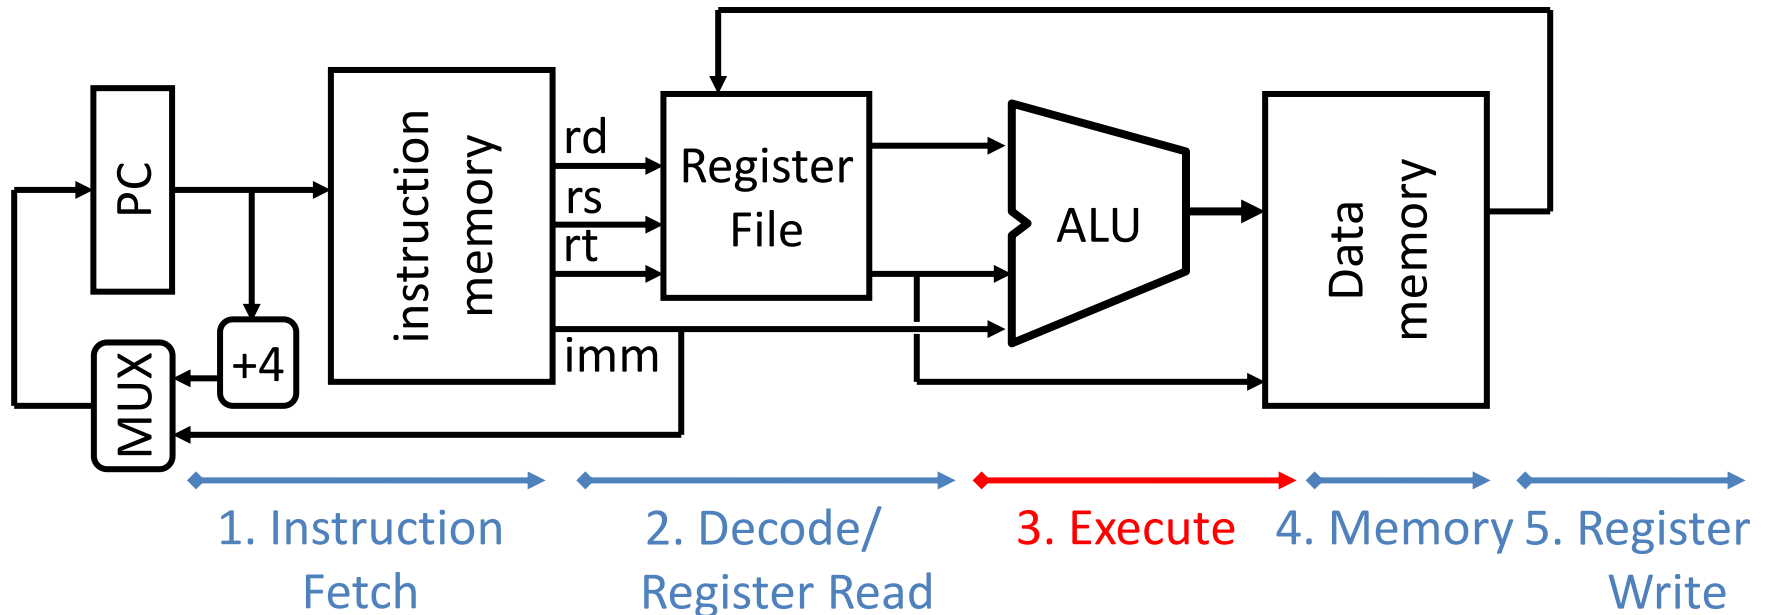 PC
instruction
memory
rd
rs
rt
imm
Register
File
ALU
Data
memory
+4
MUX
1. Instruction
Fetch
2. Decode/
Register Read
3. Execute
4. Memory
5. Register
Write